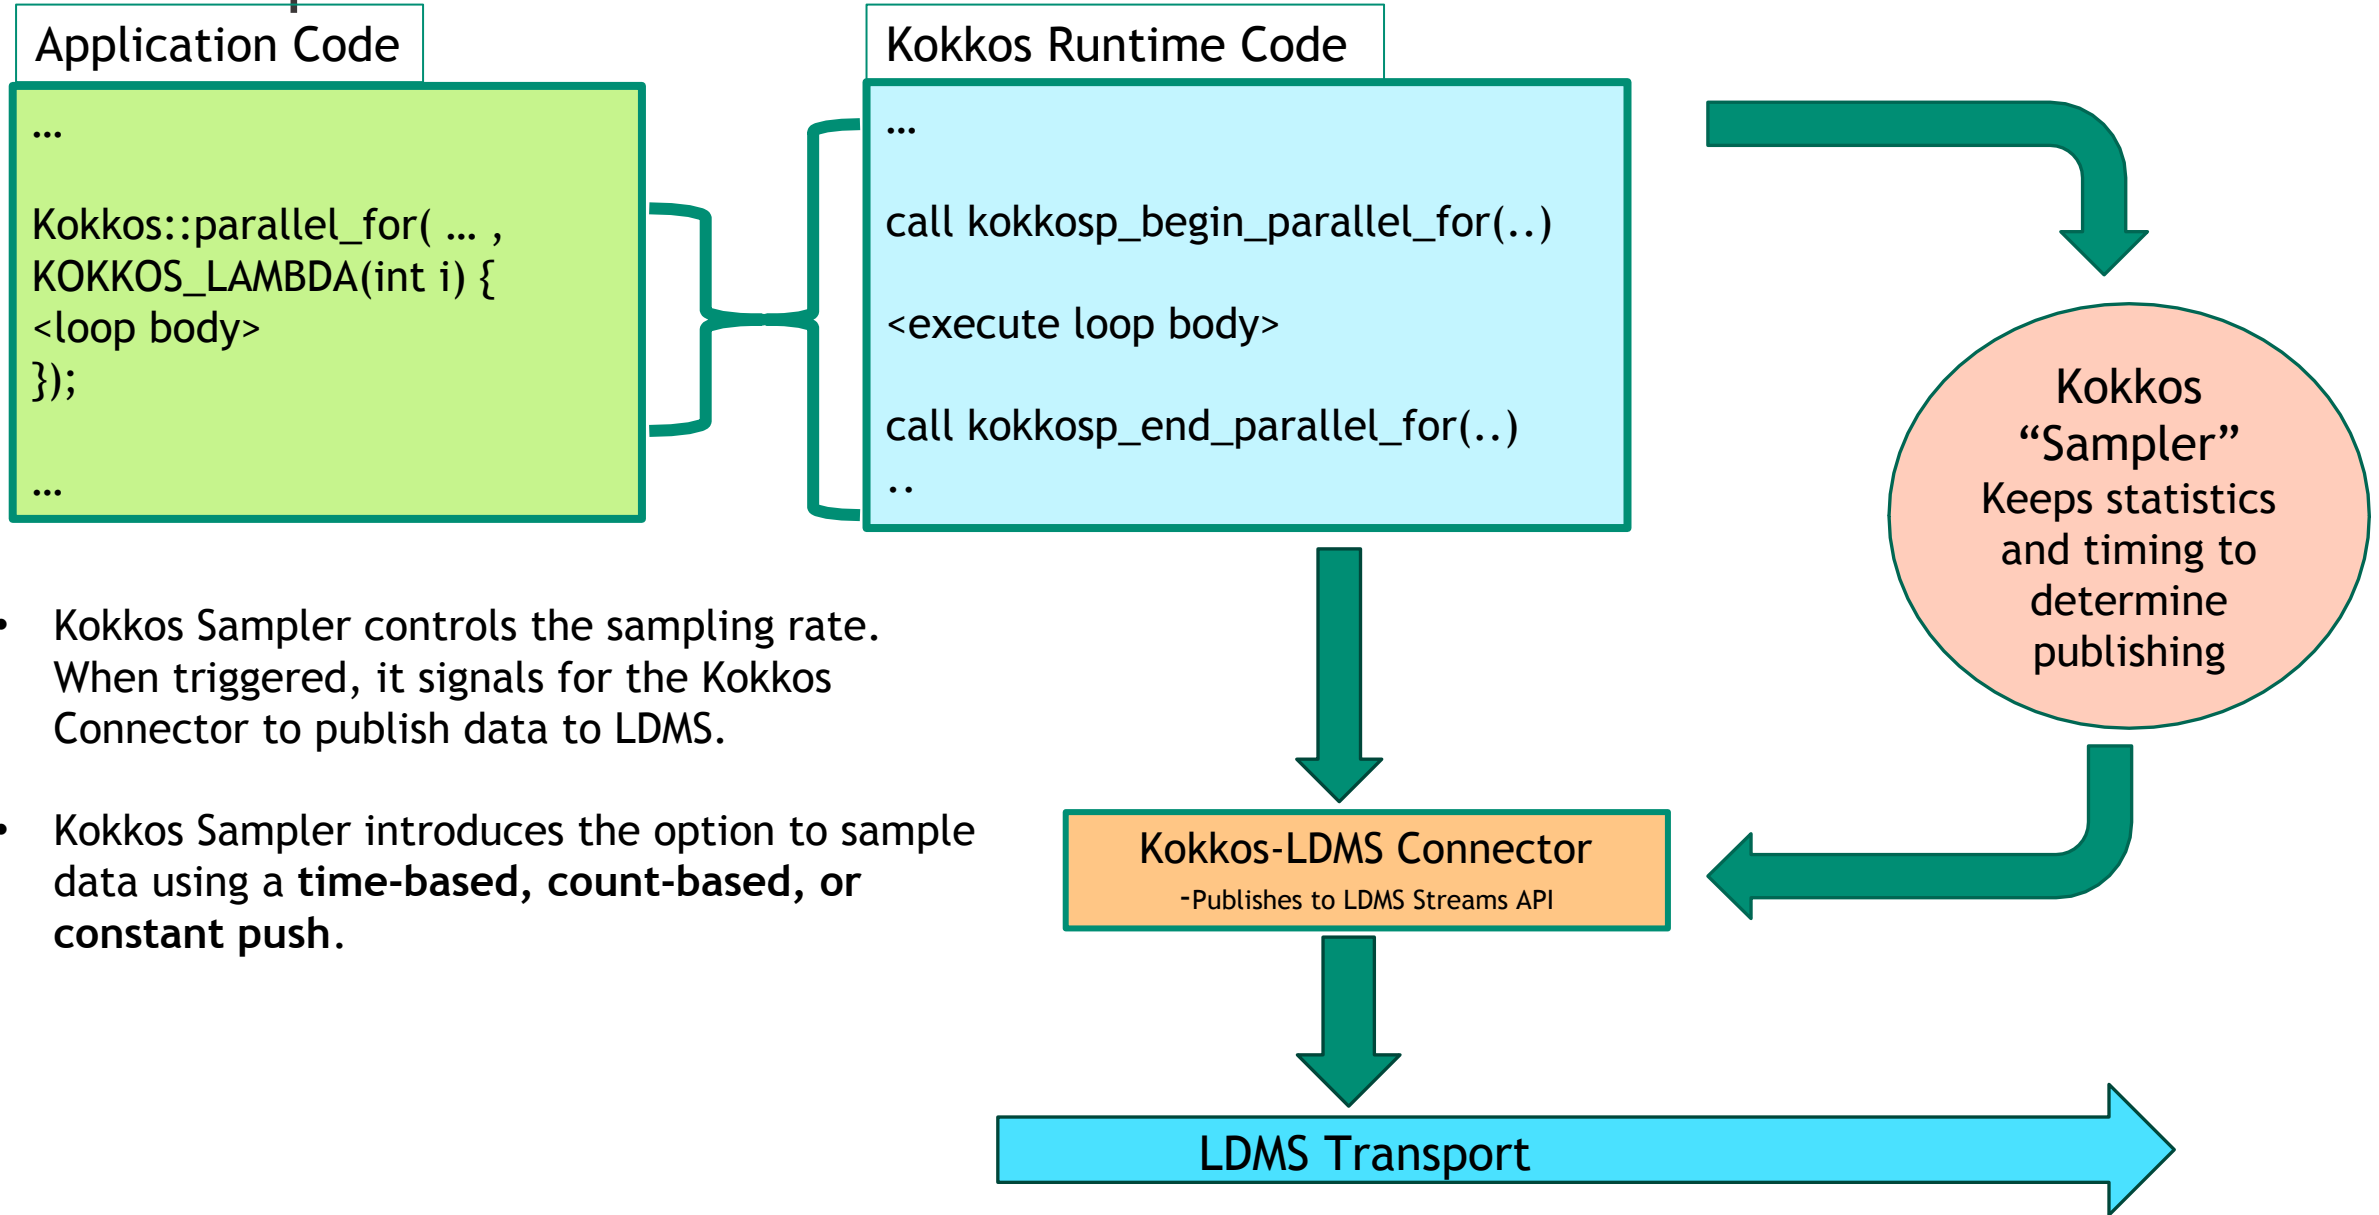 Application Code
…
Kokkos::parallel_for( … ,
KOKKOS_LAMBDA(int i) {
<loop body>
});
…
Kokkos Runtime Code
…
call kokkosp_begin_parallel_for(..)
<execute loop body>
call kokkosp_end_parallel_for(..)
..
Kokkos
“Sampler”
Keeps statistics
and timing to
determine
publishing
• Kokkos Sampler controls the sampling rate.
When triggered, it signals for the Kokkos
Connector to publish data to LDMS.
• Kokkos Sampler introduces the option to sample
data using a time-based, count-based, or
constant push.
Kokkos-LDMS Connector
-Publishes to LDMS Streams API
LDMS Transport